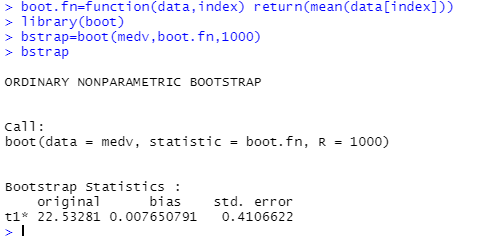 > boot.fn=function(data,index) return(mean(data[index]))
> library(boot)
> bstrap=boot(medv,boot.fn,1000)
> bstrap
ORDINARY NONPARAMETRIC BOOTSTRAP
Call:
boot(data = medv, statistic = boot.fn, R = 1000)
Bootstrap Statistics :
    original      bias    std. error
t1* 22.53281 0.007650791   0.4106622
>